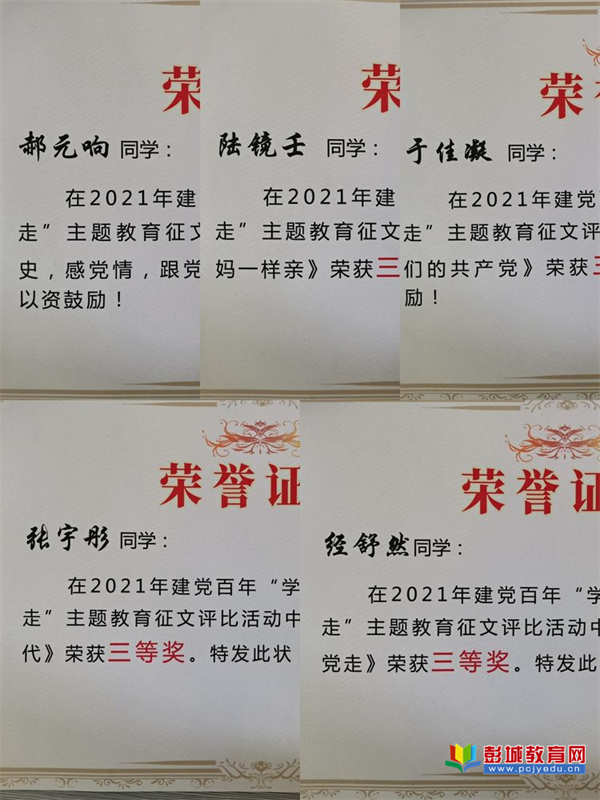 荣
郝元响 同学：
在2021年建
走”主题教育征文
史，感党情，跟党
以资鼓励！
荣
陆镜壬 同学：
在2021年建
走”主题教育征文
妈一样亲》荣获三
荣
于佳凝 同学：
在2021年建党
走”主题教育征文评
们的共产党》荣获三
励！
荣誉证
张宇彤 同学：
在2021年建党百年“学
走”主题教育征文评比活动中
代》荣获三等奖。特发此状
荣誉证
经舒然同学：
在2021年建党百年“学
走”主题教育征文评比活动中
党走》荣获三等奖。特发此
彭城教育网
www.pcjyedu.cn